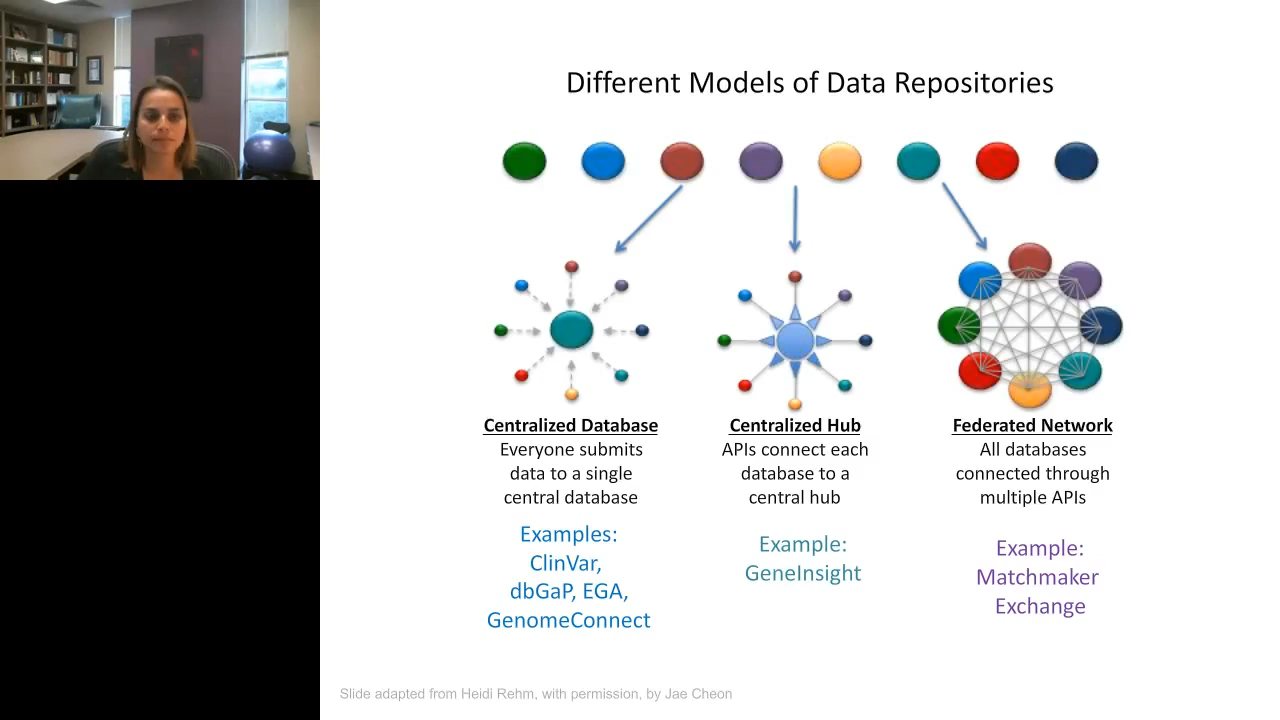 Different Models of Data Repositories
Centralized Database
Everyone submits
data to a single
central database
Examples:
ClinVar,
dbGaP, EGA,
GenomeConnect
Centralized Hub
APIs connect each
database to a
central hub
Example:
GeneInsight
Federated Network
All databases
connected through
multiple APIs
Example:
Matchmaker
Exchange
Slide adapted from Heidi Rehm, with permission, by Jae Cheon